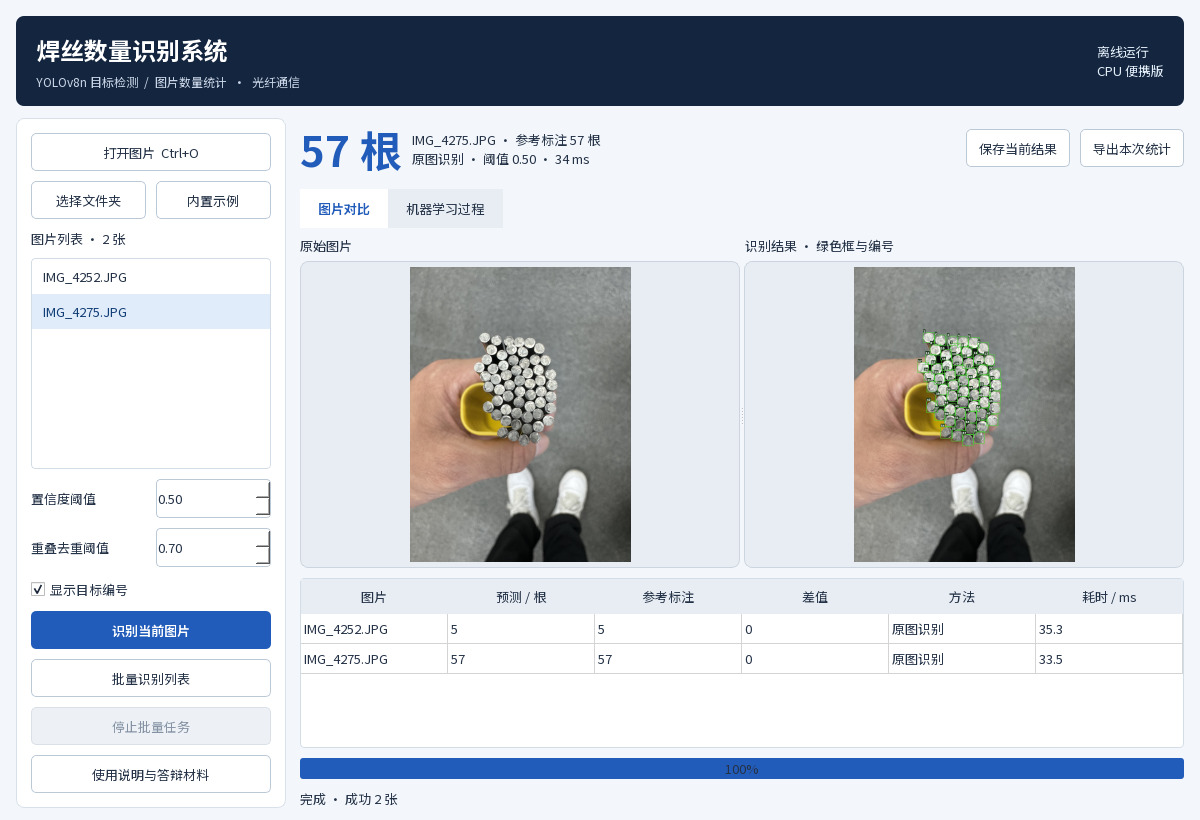 焊丝数量识别系统
YOLOv8n 目标检测 / 图片数量统计 • 光纤通信
离线运行
CPU 便携版
打开图片 Ctrl+O
选择文件夹
内置示例
图片列表 • 2 张
IMG_4252.JPG
IMG_4275.JPG
置信度阈值
0.50
重叠去重阈值
0.70
显示目标编号
识别当前图片
批量识别列表
停止批量任务
使用说明与答辩材料
57 根
IMG_4275.JPG • 参考标注 57 根
原图识别 • 阈值 0.50 • 34 ms
保存当前结果
导出本次统计
图片对比
机器学习过程
原始图片
识别结果 • 绿色框与编号
图片 预测 / 根 参考标注 差值 方法 耗时 / ms
IMG_4252.JPG 5 5 0 原图识别 35.3
IMG_4275.JPG 57 57 0 原图识别 33.5
100%
完成 • 成功 2 张